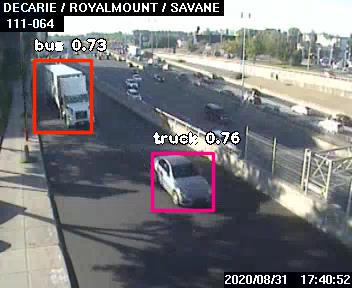 DECARIE / ROYALMOUNT / SAVANE
111-064
bus 0.73
truck 0.76
2020/08/31 17:40:52